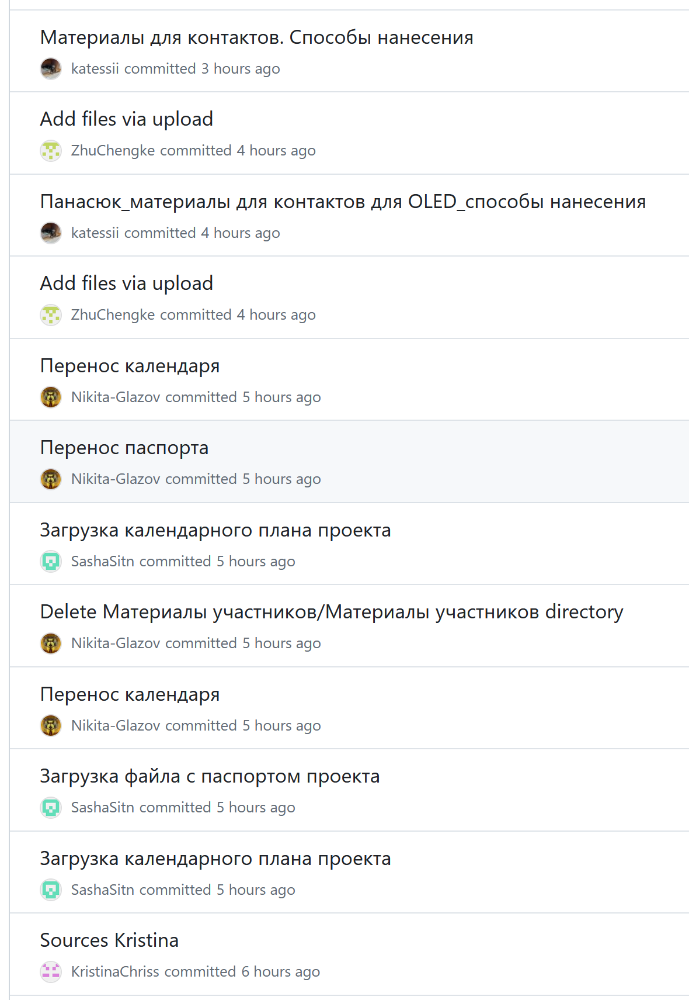 Материалы для контактов. Способы нанесения
katessii committed 3 hours ago
Add files via upload
ZhuChengke committed 4 hours ago
Панасюк_материалы для контактов для OLED_способы нанесения
katessii committed 4 hours ago
Add files via upload
ZhuChengke committed 4 hours ago
Перенос календаря
Nikita-Glazov committed 5 hours ago
Перенос паспорта
Nikita-Glazov committed 5 hours ago
Загрузка календарного плана проекта
SashaSitn committed 5 hours ago
Delete Материалы участников/Материалы участников directory
Nikita-Glazov committed 5 hours ago
Перенос календаря
Nikita-Glazov committed 5 hours ago
Загрузка файла с паспортом проекта
SashaSitn committed 5 hours ago
Загрузка календарного плана проекта
SashaSitn committed 5 hours ago
Sources Kristina
KristinaChriss committed 6 hours ago